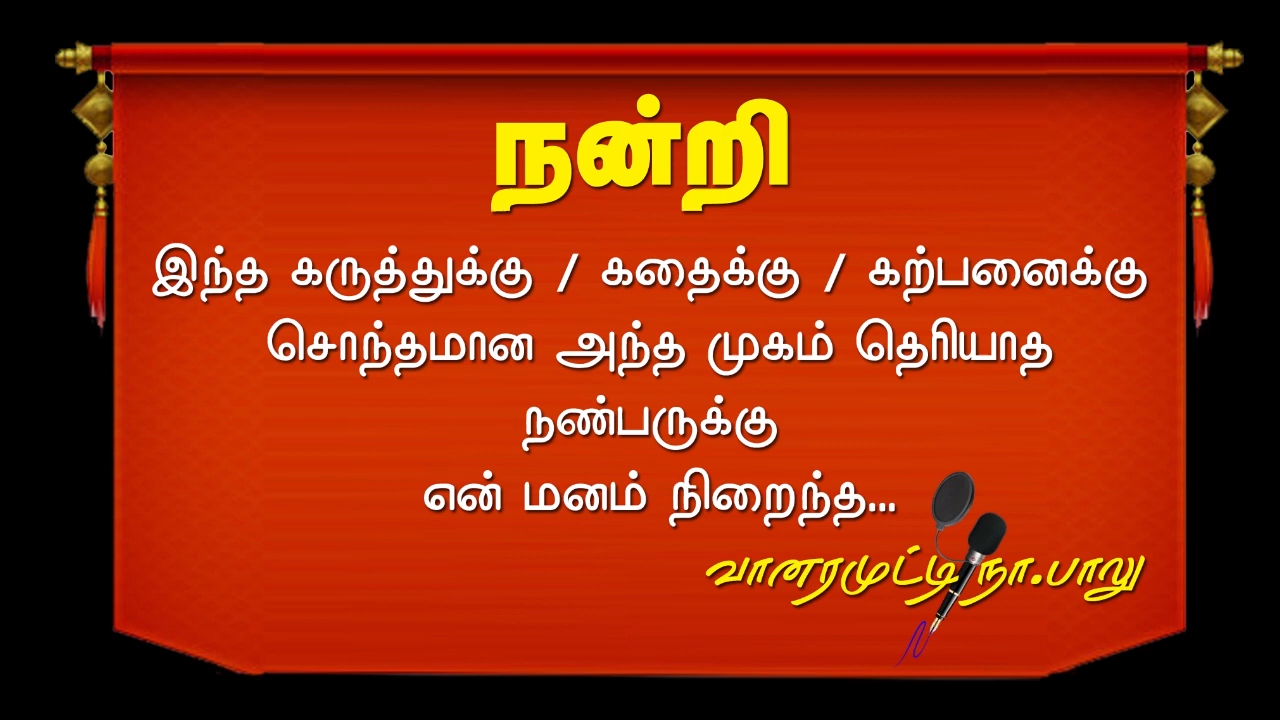 நன்றி
இந்த கருத்துக்கு / கதைக்கு / கற்பனைக்கு
சொந்தமான அந்த முகம் தெரியாத
நண்பருக்கு
என் மனம் நிறைந்த...
வானரமுட்டி நா.பாலு